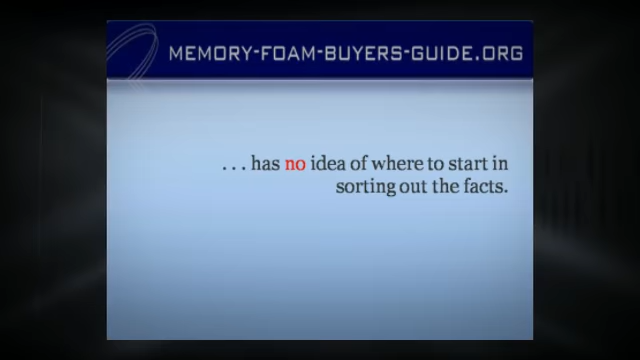 MEMORY-FOAM-BUYERS-GUIDE.ORG
. . . has no idea of where to start in
sorting out the facts.